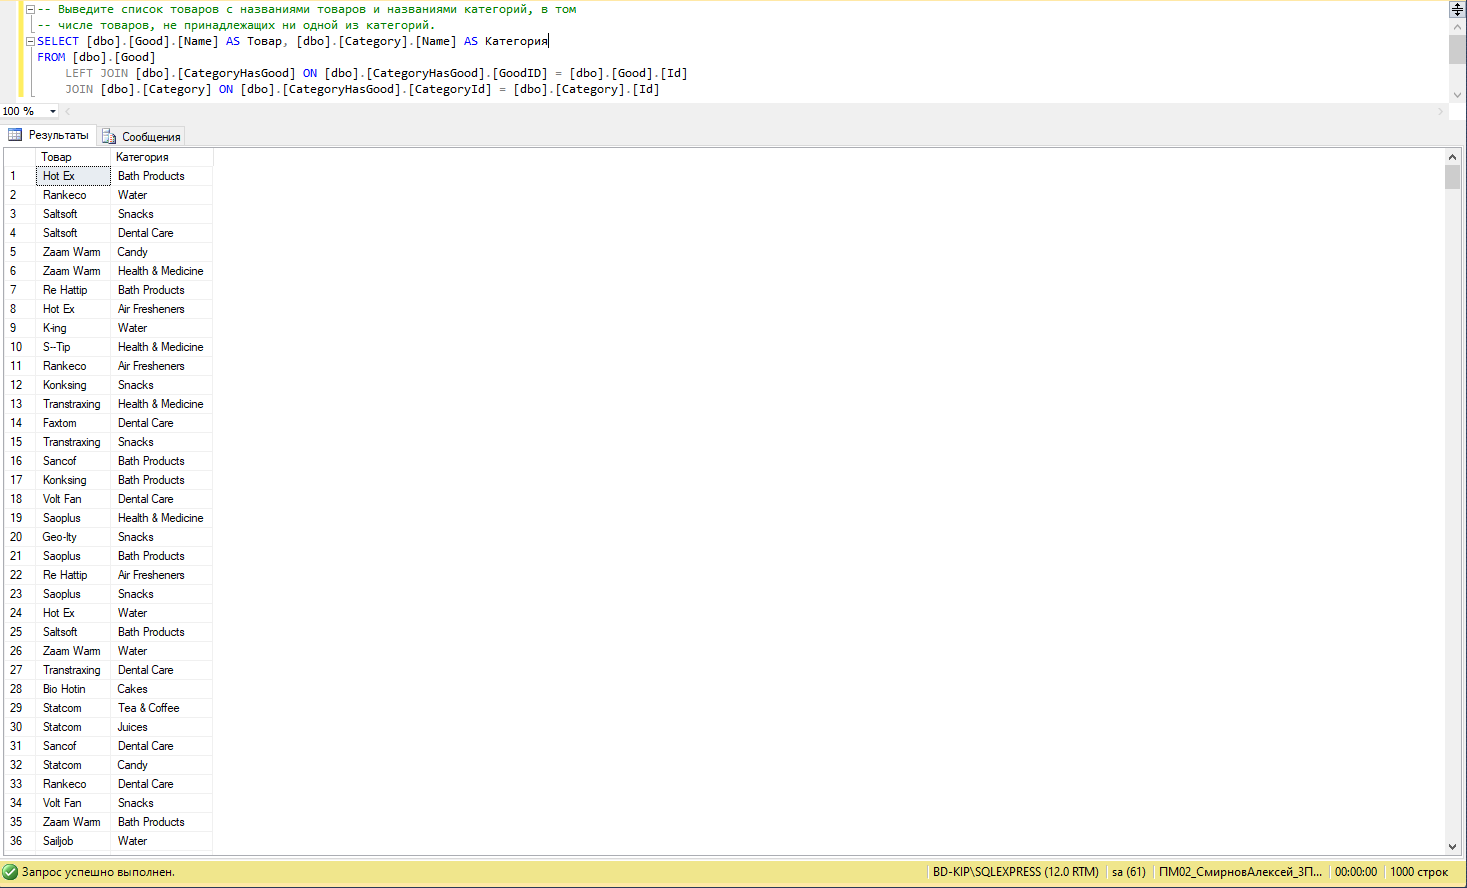 -- Выведите список товаров с названиями товаров и названиями категорий, в том
-- числе товаров, не принадлежащих ни одной из категорий.
SELECT [dbo].[Good].[Name] AS Товар, [dbo].[Category].[Name] AS Категория
FROM [dbo].[Good]
LEFT JOIN [dbo].[CategoryHasGood] ON [dbo].[CategoryHasGood].[GoodID] = [dbo].[Good].[Id]
JOIN [dbo].[Category] ON [dbo].[CategoryHasGood].[CategoryId] = [dbo].[Category].[Id]
100 %
Результаты Сообщения
Товар Категория
1 Hot Ex Bath Products
2 Rankeco Water
3 Saltsoft Snacks
4 Saltsoft Dental Care
5 Zaam Warm Candy
6 Zaam Warm Health & Medicine
7 Re Hattip Bath Products
8 Hot Ex Air Fresheners
9 K-ing Water
10 S--Tip Health & Medicine
11 Rankeco Air Fresheners
12 Konksing Snacks
13 Transtraxing Health & Medicine
14 Faxtom Dental Care
15 Transtraxing Snacks
16 Sancof Bath Products
17 Konksing Bath Products
18 Volt Fan Dental Care
19 Saoplus Health & Medicine
20 Geo-lty Snacks
21 Saoplus Bath Products
22 Re Hattip Air Fresheners
23 Saoplus Snacks
24 Hot Ex Water
25 Saltsoft Bath Products
26 Zaam Warm Water
27 Transtraxing Dental Care
28 Bio Hotin Cakes
29 Statcom Tea & Coffee
30 Statcom Juices
31 Sancof Dental Care
32 Statcom Candy
33 Rankeco Dental Care
34 Volt Fan Snacks
35 Zaam Warm Bath Products
36 Sailjob Water
Запрос успешно выполнен. BD-KIP\SQLEXPRESS (12.0 RTM) sa (61) ПМ02_СмирновАлексей_3П... 00:00:00 1000 строк